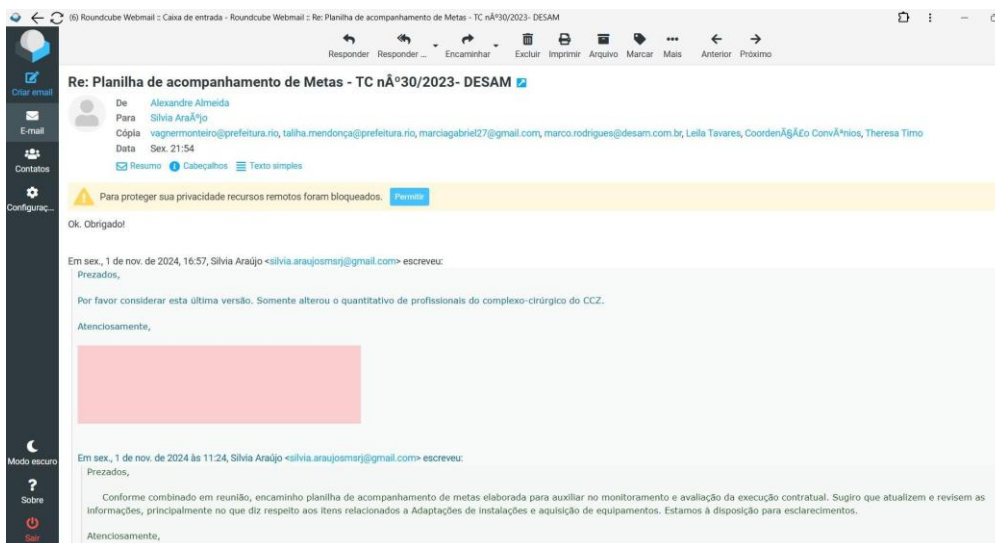 (6) Roundcube Webmail :: Caixa de entrada - Roundcube Webmail :: Re: Planilha de acompanhamento de Metas - TC nÂº30/2023- DESAM
Responder Responder ... Encaminhar Excluir Imprimir Arquivo Marcar Mais Anterior Próximo
Criar email
E-mail
Contatos
Configuraç...
Modo escuro
Sobre
Sair
Re: Planilha de acompanhamento de Metas - TC nÂº30/2023- DESAM
De Alexandre Almeida
Para Silvia AraÃºjo
Cópia vagnermonteiro@prefeitura.rio, taliha.mendonça@prefeitura.rio, marciagabriel27@gmail.com, marco.rodrigues@desam.com.br, Leila Tavares, CoordenÃ§Ã£o ConvÃªnios, Theresa Timo
Data Sex. 21:54
Resumo Cabeçalhos Texto simples
Para proteger sua privacidade recursos remotos foram bloqueados. Permitir
Ok. Obrigado!
Em sex., 1 de nov. de 2024, 16:57, Silvia Araújo <silvia.araujosmsrj@gmail.com> escreveu:
Prezados,
Por favor considerar esta última versão. Somente alterou o quantitativo de profissionais do complexo-cirúrgico do CCZ.
Atenciosamente,
Em sex., 1 de nov. de 2024 às 11:24, Silvia Araújo <silvia.araujosmsrj@gmail.com> escreveu:
Prezados,
Conforme combinado em reunião, encaminho planilha de acompanhamento de metas elaborada para auxiliar no monitoramento e avaliação da execução contratual. Sugiro que atualizem e revisem as
informações, principalmente no que diz respeito aos itens relacionados a Adaptações de instalações e aquisição de equipamentos. Estamos à disposição para esclarecimentos.
Atenciosamente,